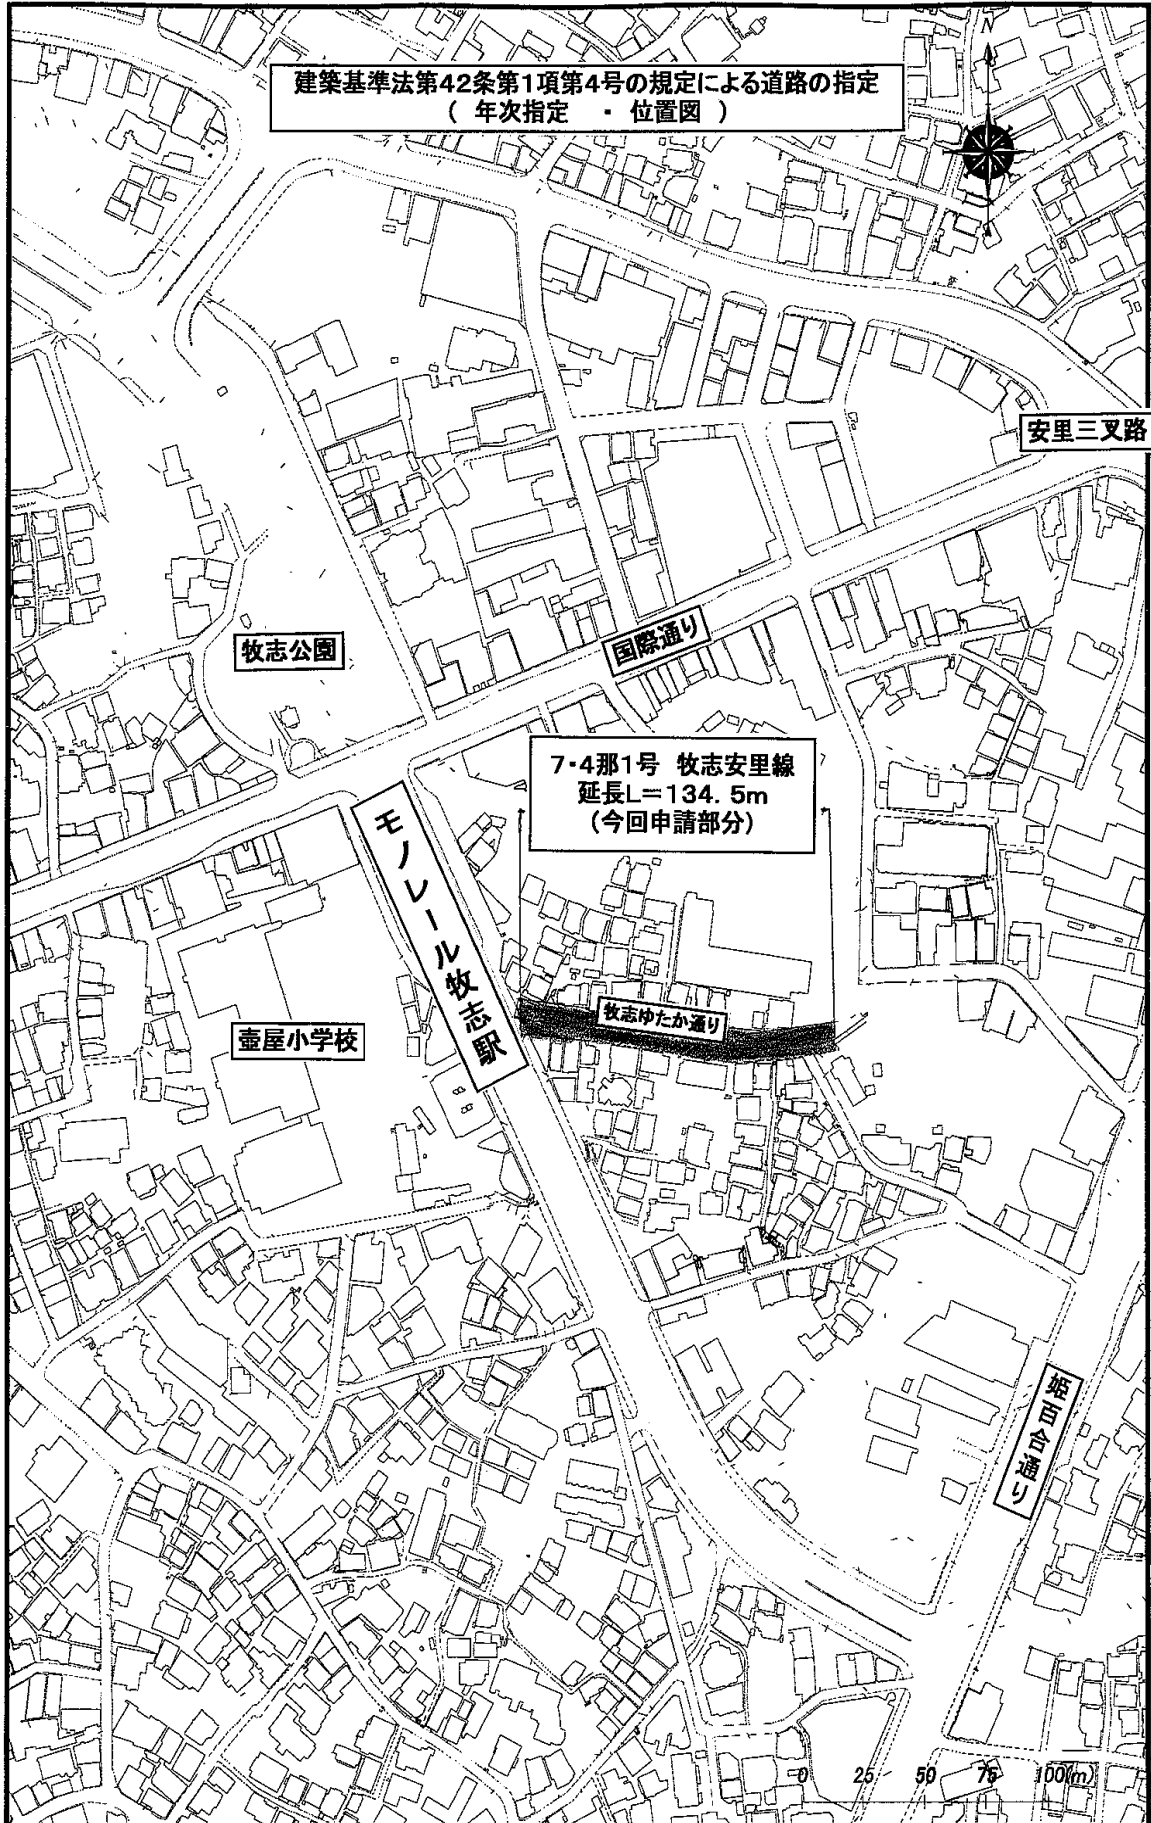 建築基準法第42条第1項第4号の規定による道路の指定
（ 年次指定 ・ 位置図 ）
N
安里三叉路
国際通り
牧志公園
7・4那1号 牧志安里線
延長L＝134．5m
（今回申請部分）
モノレール牧志駅
牧志ゆたか通り
壺屋小学校
姫百合通り
0 25 50 75 100(m)